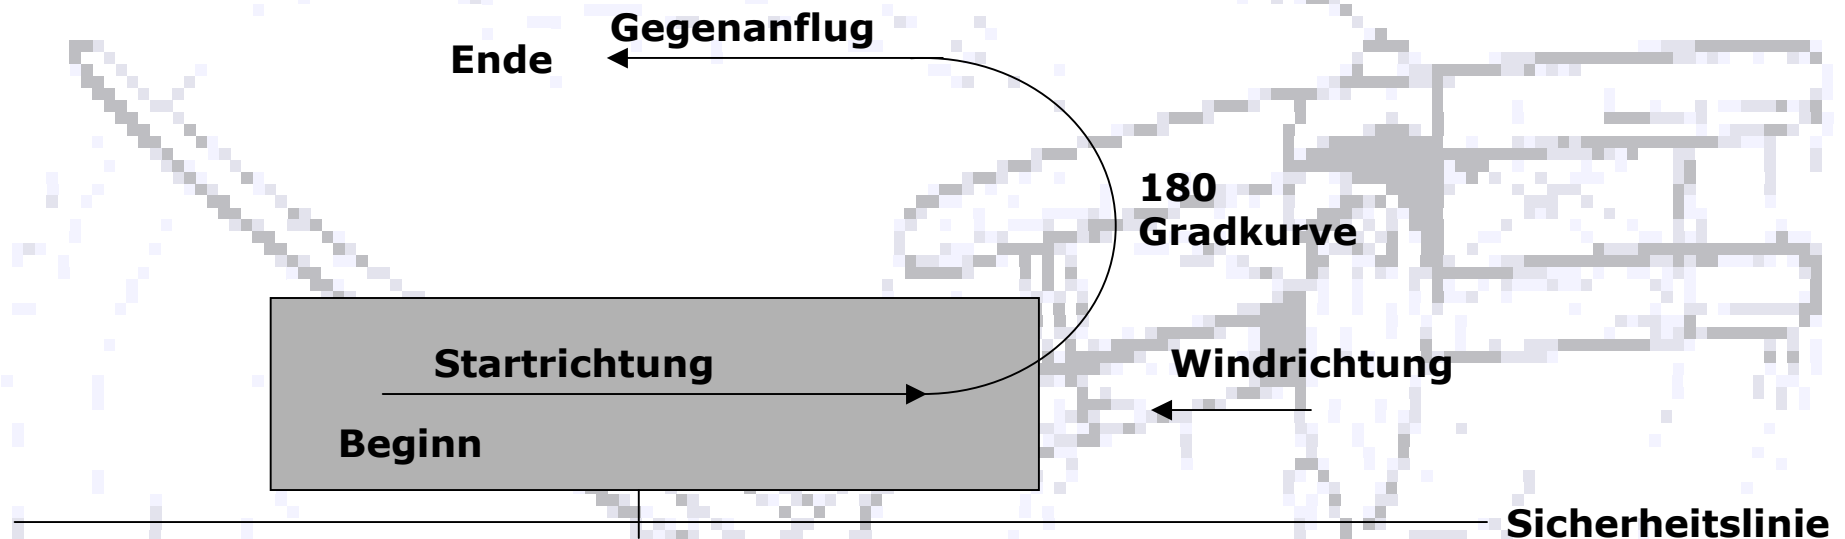 Gegenanflug
Ende
180
Gradkurve
Startrichtung
Windrichtung
Beginn
Sicherheitslinie